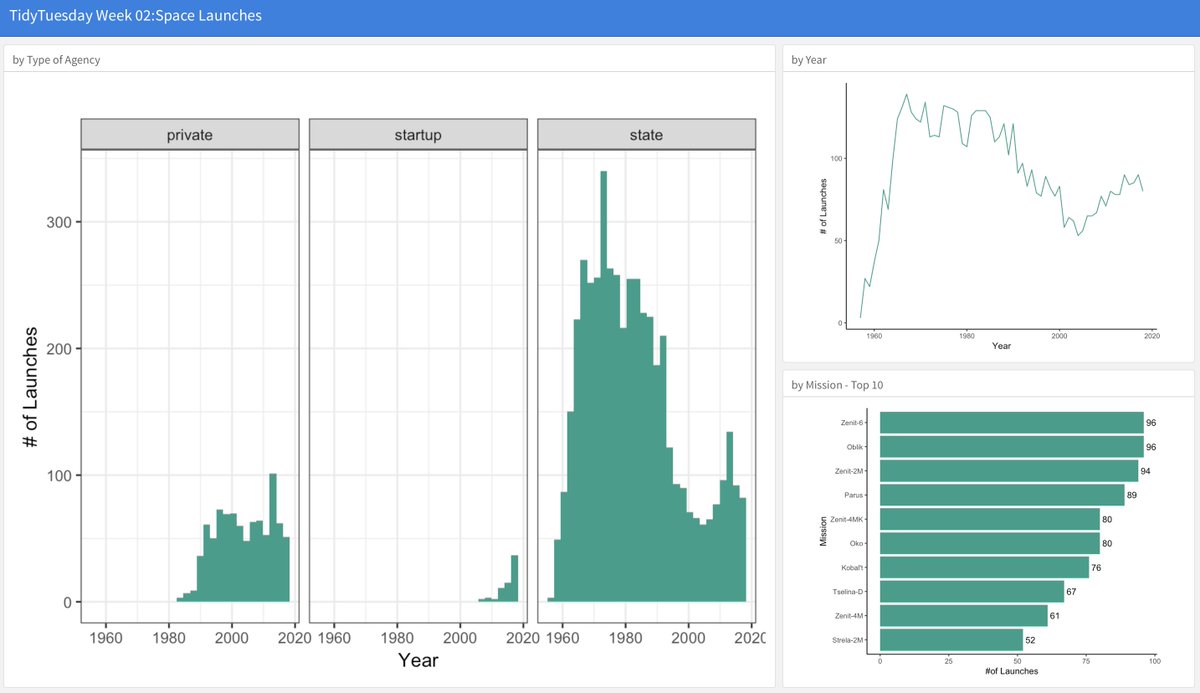 TidyTuesday Week 02:Space Launches
by Type of Agency
private startup state
300
200
100
0
# of Launches
1960 1980 2000 2020 1960 1980 2000 2020 1960 1980 2000 202
Year
by Year
100
50
0
# of Launches
1960 1980 2000 2020
Year
by Mission - Top 10
Zenit-6 96
Oblik 96
Zenit-2M 94
Parus 89
Zenit-4MK 80
Oko 80
Kobal't 76
Tselina-D 67
Zenit-4M 61
Strela-2M 52
Mission
0 25 50 75 100
#of Launches